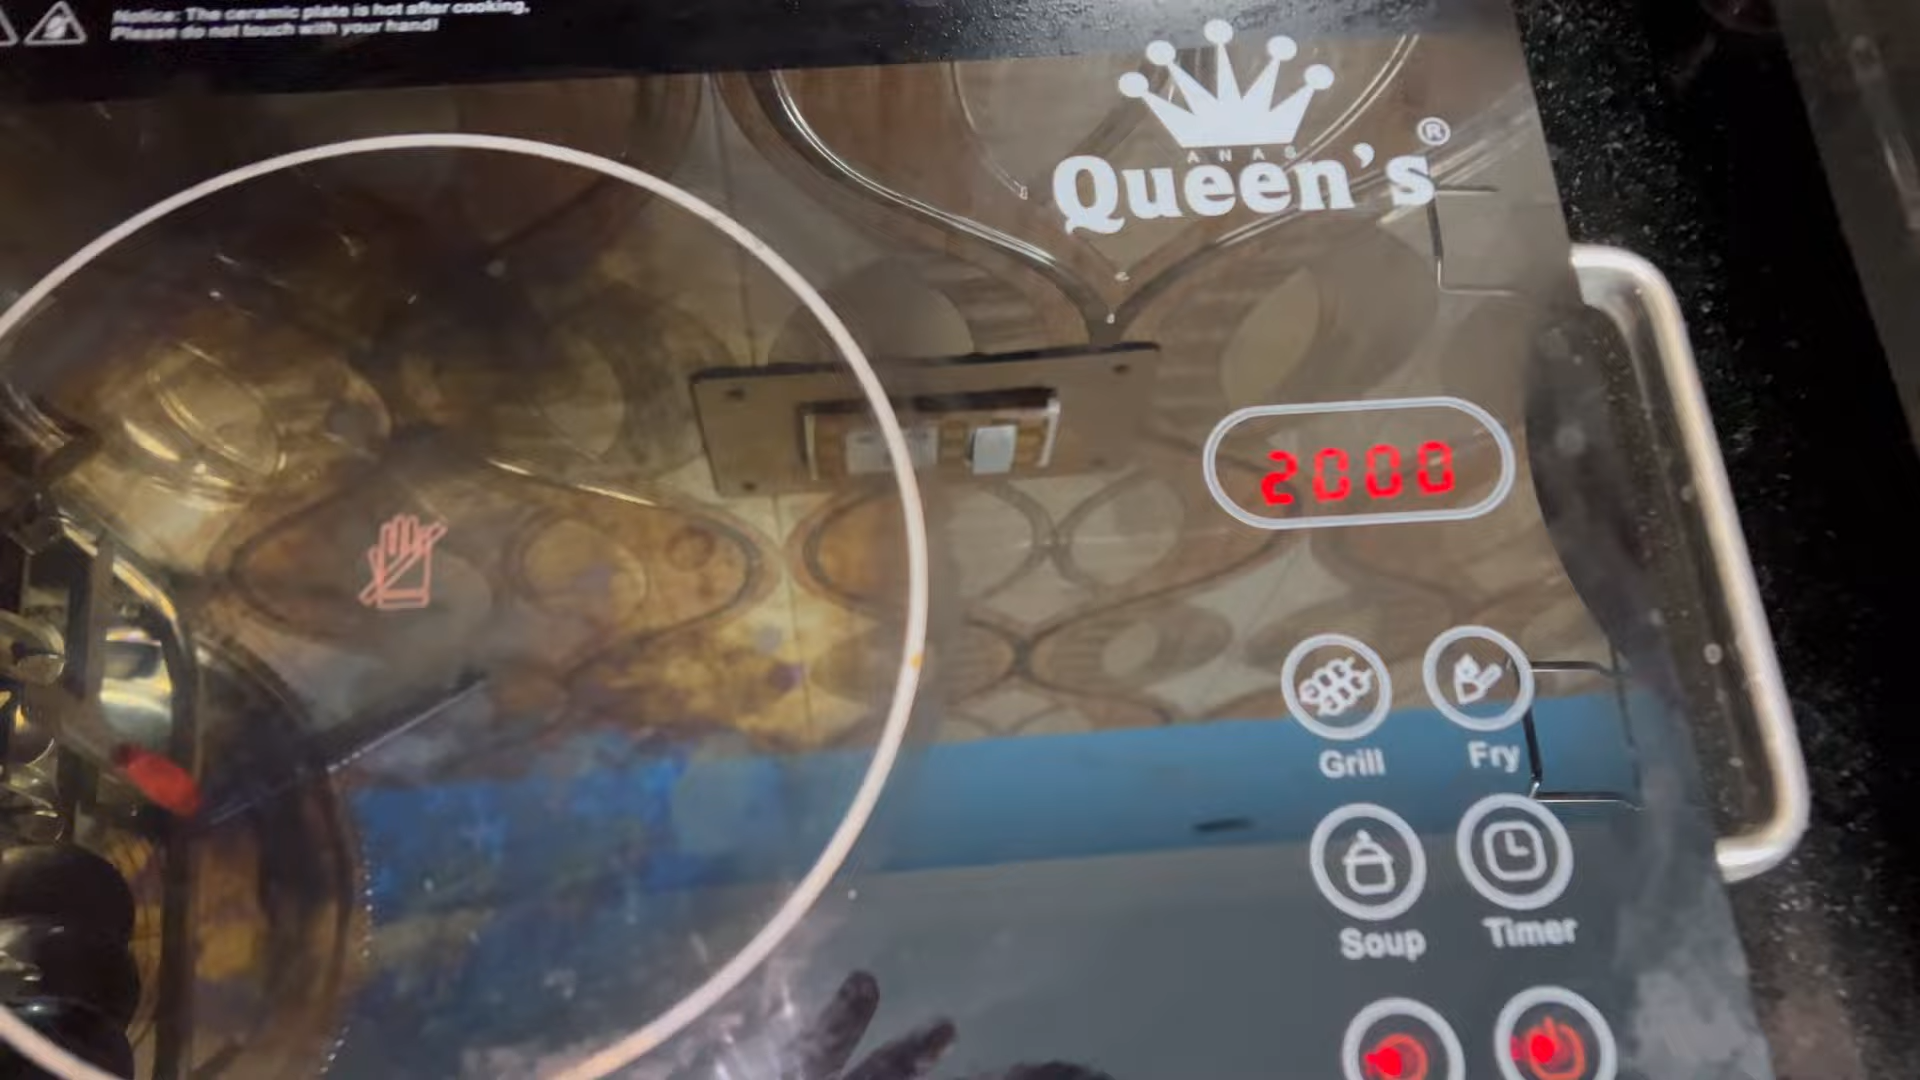 Notice: The ceramic plate is hot after cooking,
Please do not touch with your hand!
ANAS
Queen's®
2000
Grill
Fry
Soup
Timer